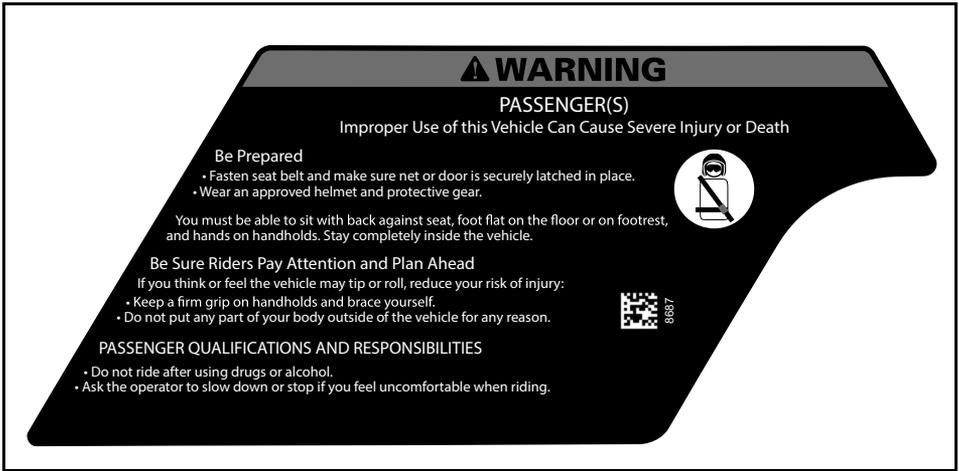 WARNING
PASSENGER(S)
Improper Use of this Vehicle Can Cause Severe Injury or Death
Be Prepared
• Fasten seat belt and make sure net or door is securely latched in place.
• Wear an approved helmet and protective gear.
You must be able to sit with back against seat, foot flat on the floor or on footrest,
and hands on handholds. Stay completely inside the vehicle.
Be Sure Riders Pay Attention and Plan Ahead
If you think or feel the vehicle may tip or roll, reduce your risk of injury:
• Keep a firm grip on handholds and brace yourself.
• Do not put any part of your body outside of the vehicle for any reason.
8687
PASSENGER QUALIFICATIONS AND RESPONSIBILITIES
• Do not ride after using drugs or alcohol.
• Ask the operator to slow down or stop if you feel uncomfortable when riding.